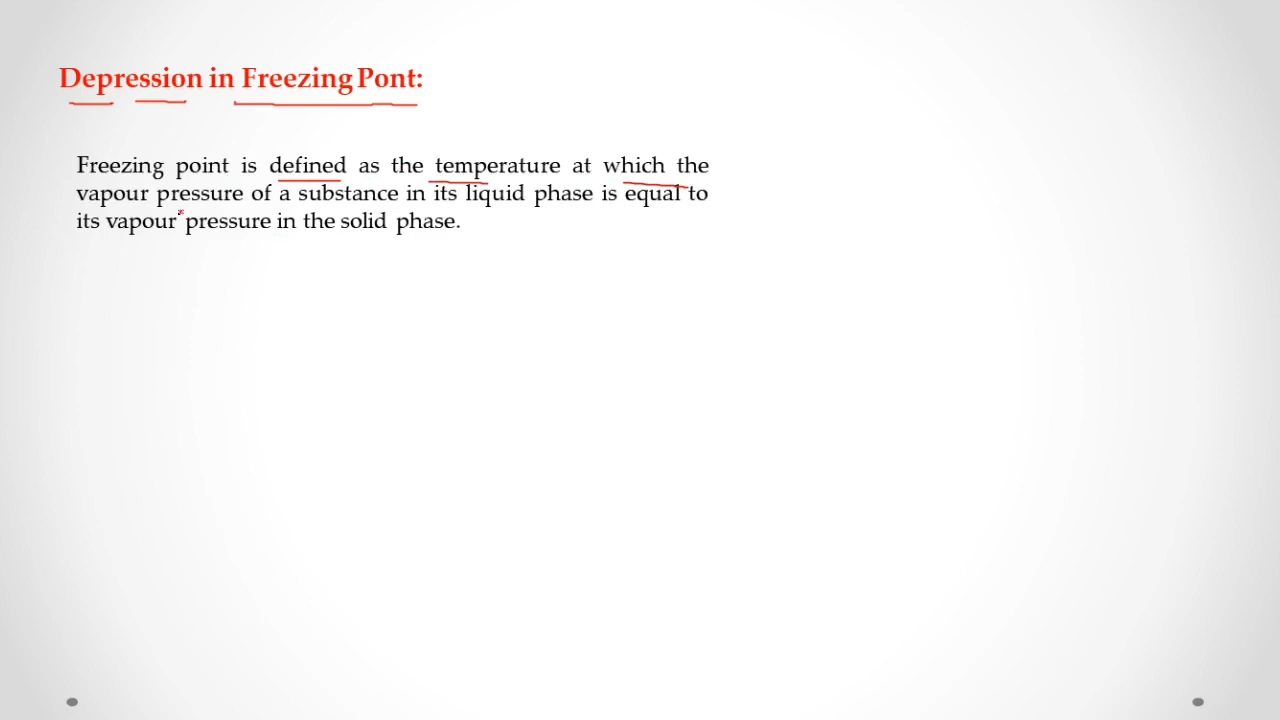 Depression in Freezing Pont:
Freezing point is defined as the temperature at which the
vapour pressure of a substance in its liquid phase is equal to
its vapour pressure in the solid phase.